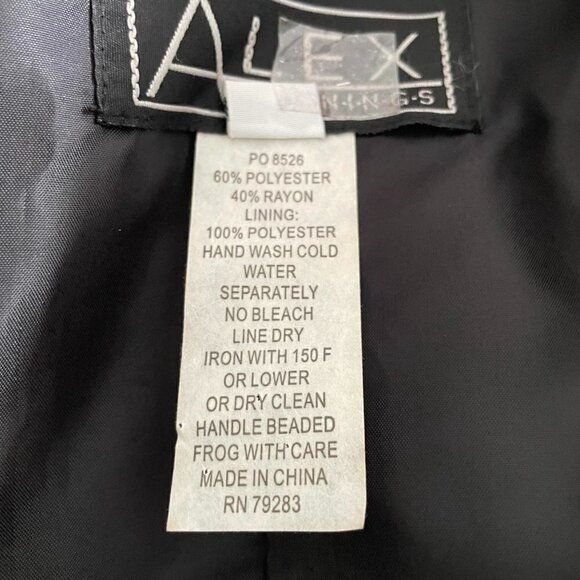 ALEX
N·I·N·G·S
PO 8526
60% POLYESTER
40% RAYON
LINING:
100% POLYESTER
HAND WASH COLD
WATER
SEPARATELY
NO BLEACH
LINE DRY
IRON WITH 150 F
OR LOWER
OR DRY CLEAN
HANDLE BEADED
FROG WITH CARE
MADE IN CHINA
RN 79283